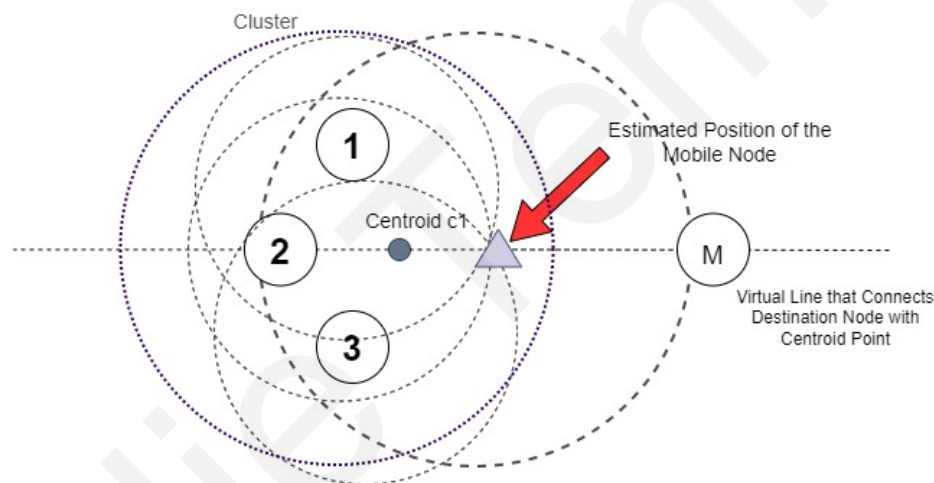 Cluster
1
Estimated Position of the
Mobile Node
Centroid c1
2
M
3
Virtual Line that Connects
Destination Node with
Centroid Point